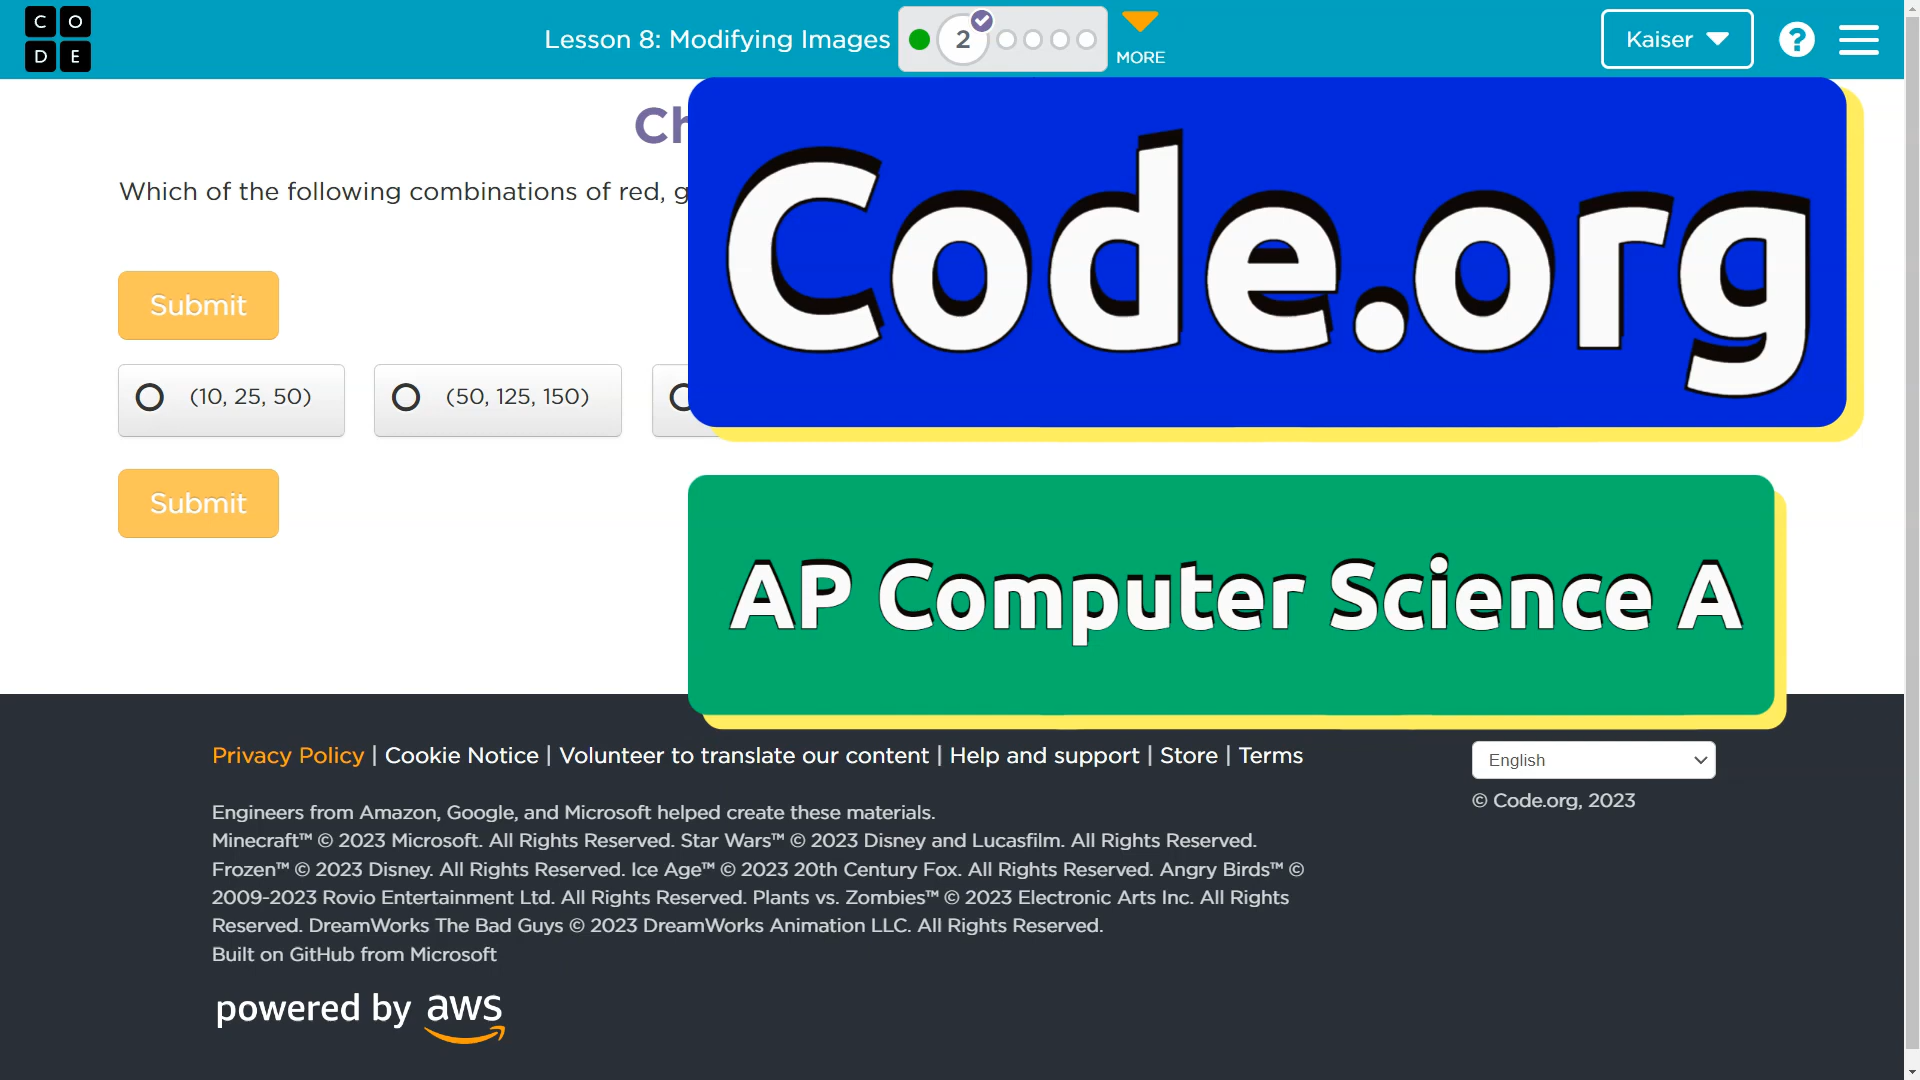 C O
D E
Lesson 8: Modifying Images
2
MORE
Kaiser
?
Ch
Which of the following combinations of red, g
Submit
(10, 25, 50)
(50, 125, 150)
Submit
Code.org
AP Computer Science A
Privacy Policy | Cookie Notice | Volunteer to translate our content | Help and support | Store | Terms
English
© Code.org, 2023
Engineers from Amazon, Google, and Microsoft helped create these materials.
Minecraft™ © 2023 Microsoft. All Rights Reserved. Star Wars™ © 2023 Disney and Lucasfilm. All Rights Reserved.
Frozen™ © 2023 Disney. All Rights Reserved. Ice Age™ © 2023 20th Century Fox. All Rights Reserved. Angry Birds™ ©
2009-2023 Rovio Entertainment Ltd. All Rights Reserved. Plants vs. Zombies™ © 2023 Electronic Arts Inc. All Rights
Reserved. DreamWorks The Bad Guys © 2023 DreamWorks Animation LLC. All Rights Reserved.
Built on GitHub from Microsoft
powered by aws